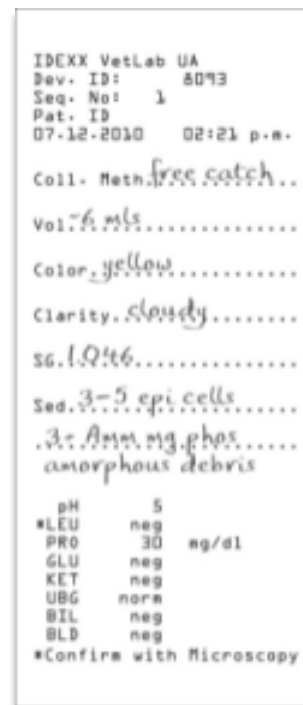 IDEXX VetLab UA
Dev. ID: 8093
Seq. No: 1
Pat. ID
07-12-2010 02:21 p.m.
Coll. Meth. free catch
Vol. ~6 mls
Color. yellow
Clarity. cloudy
SG. 1.046
Sed. 3-5 epi cells
3+ Amm mg phos
amorphous debris
pH 5
*LEU neg
PRO 30 mg/dl
GLU neg
KET neg
UBG norm
BIL neg
BLD neg
*Confirm with Microscopy